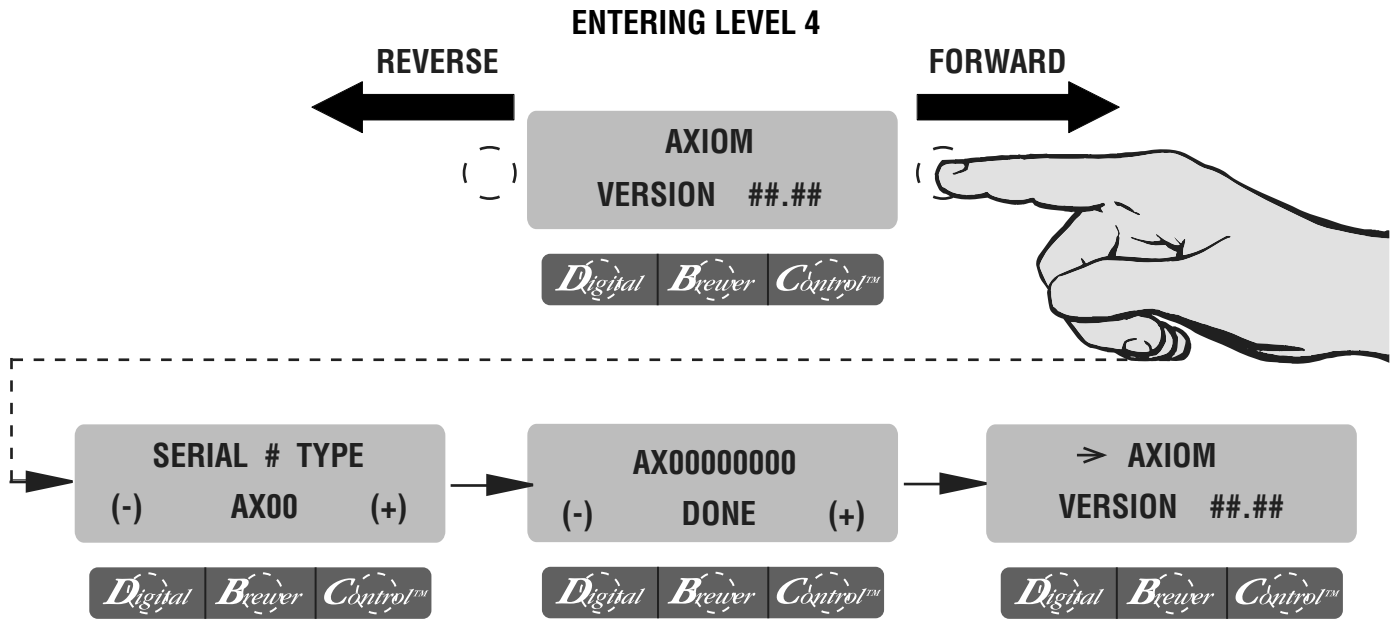 ENTERING LEVEL 4
REVERSE
FORWARD
AXIOM
VERSION ##.##
Digital Brewer Control™
SERIAL # TYPE
(-) AX00 (+)
Digital Brewer Control™
AX00000000
(-) DONE (+)
Digital Brewer Control™
→ AXIOM
VERSION ##.##
Digital Brewer Control™